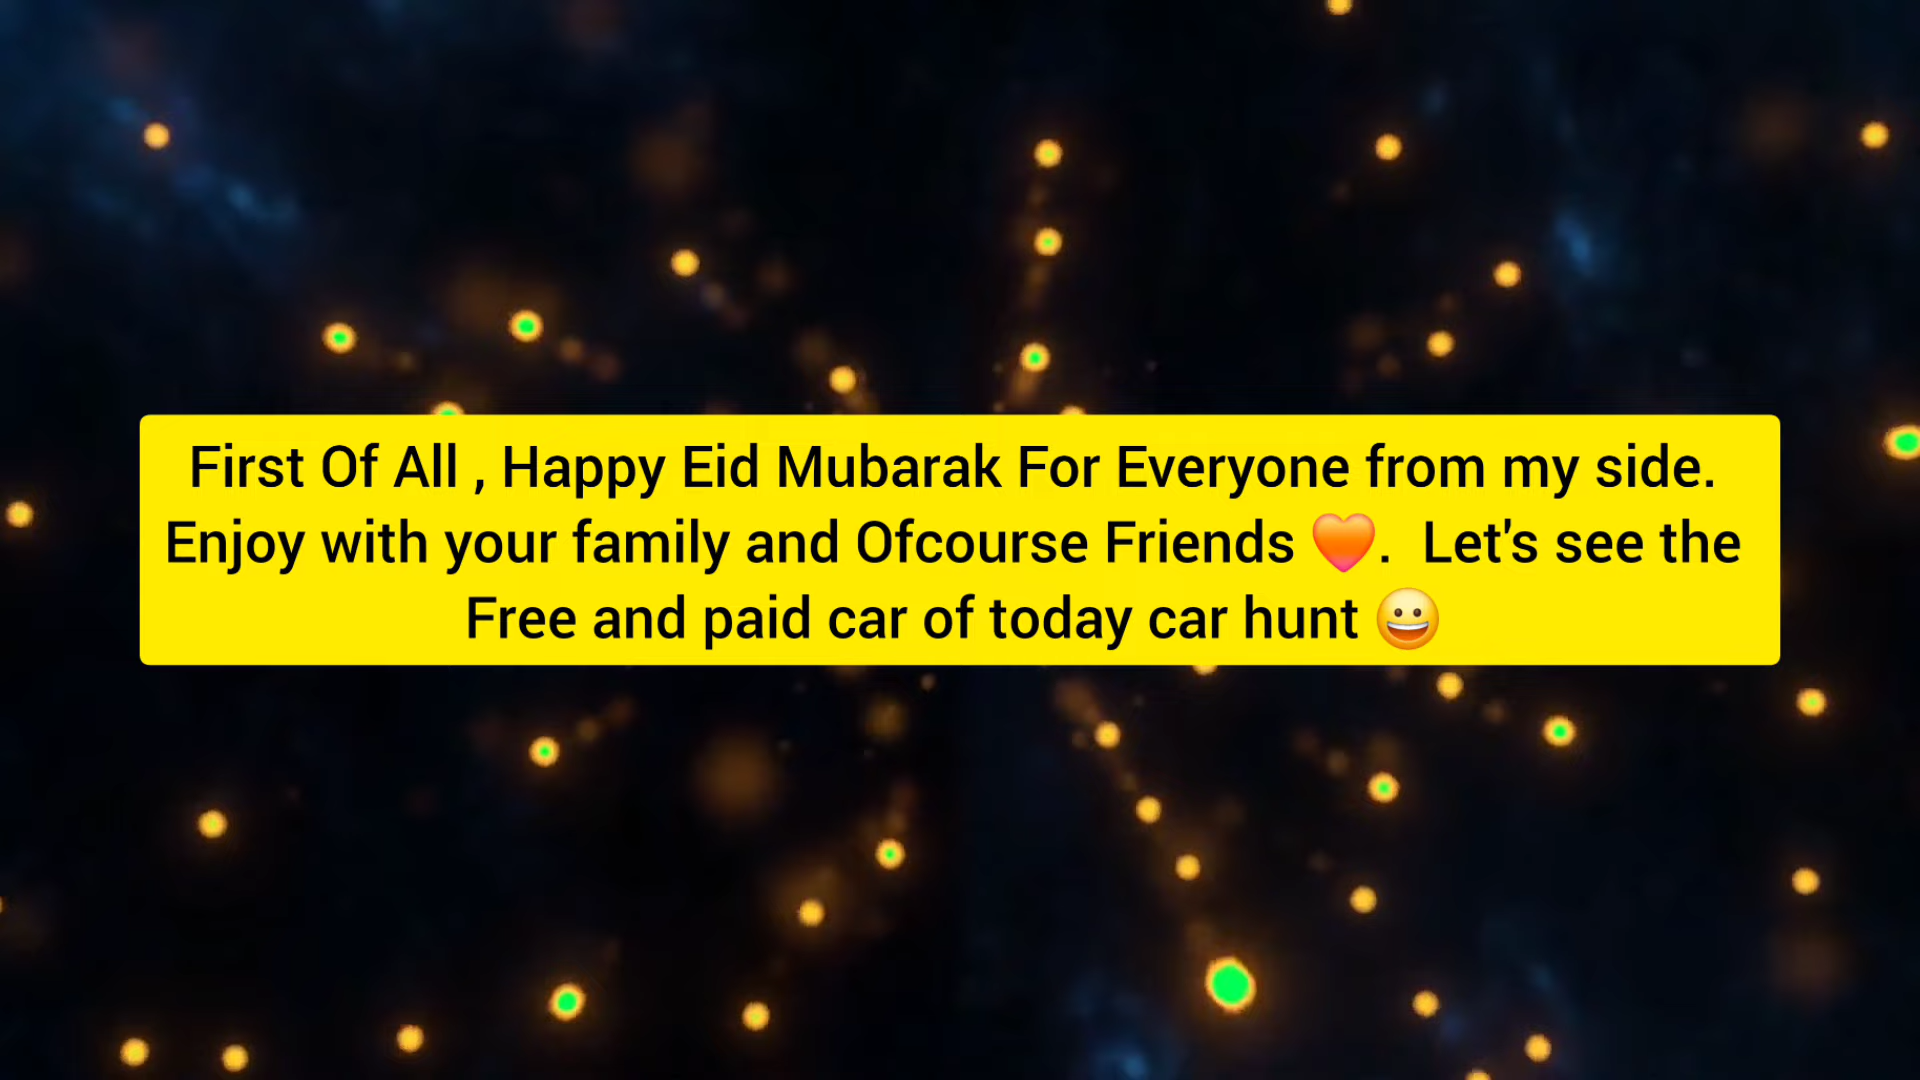 First Of All , Happy Eid Mubarak For Everyone from my side.
Enjoy with your family and Ofcourse Friends 🧡.  Let's see the
Free and paid car of today car hunt 😀